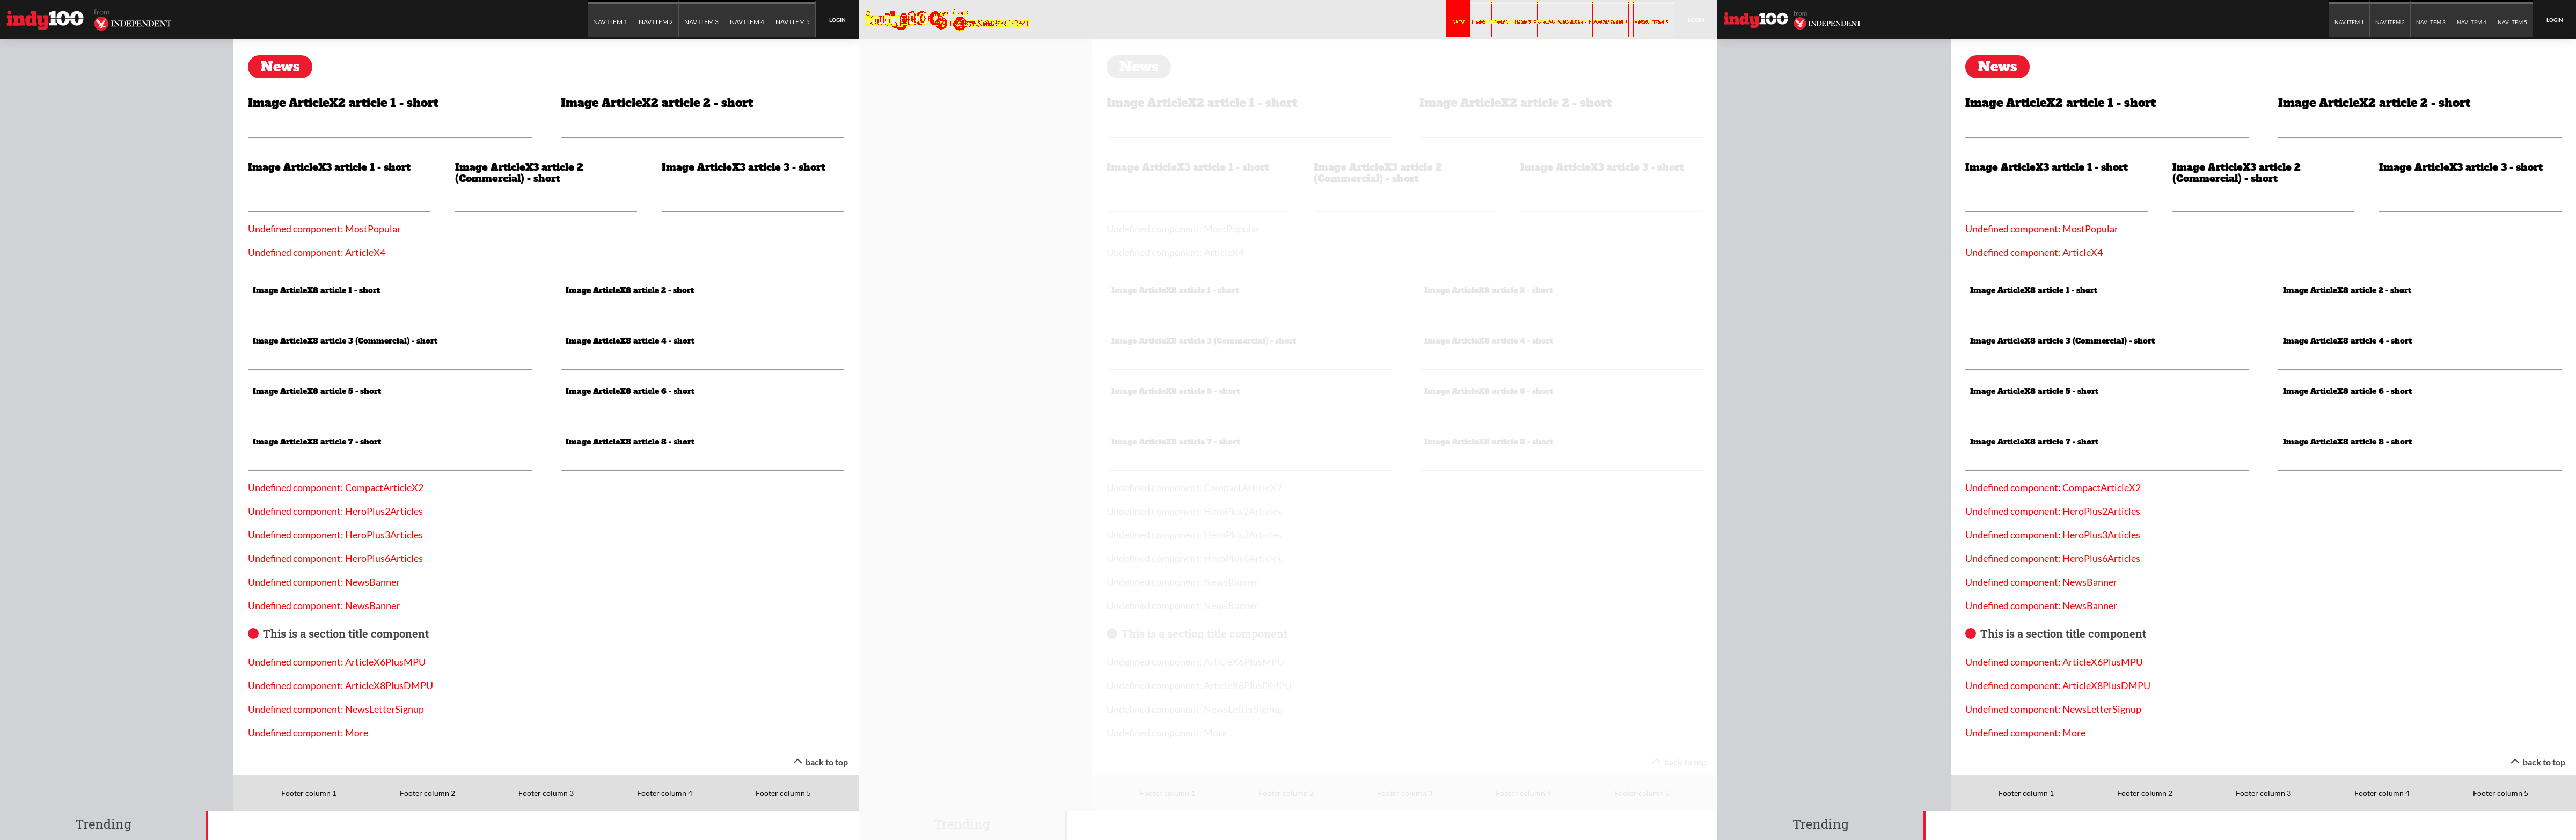 indy100 from INDEPENDENT NAV ITEM 1 NAV ITEM 2 NAV ITEM 3 NAV ITEM 4 NAV ITEM 5 LOGIN
News
Image ArticleX2 article 1 - short Image ArticleX2 article 2 - short
Image ArticleX3 article 1 - short Image ArticleX3 article 2 Image ArticleX3 article 3 - short
(Commercial) - short
Undefined component: MostPopular
Undefined component: ArticleX4
Image ArticleX8 article 1 - short Image ArticleX8 article 2 - short
Image ArticleX8 article 3 (Commercial) - short Image ArticleX8 article 4 - short
Image ArticleX8 article 5 - short Image ArticleX8 article 6 - short
Image ArticleX8 article 7 - short Image ArticleX8 article 8 - short
Undefined component: CompactArticleX2
Undefined component: HeroPlus2Articles
Undefined component: HeroPlus3Articles
Undefined component: HeroPlus6Articles
Undefined component: NewsBanner
Undefined component: NewsBanner
This is a section title component
Undefined component: ArticleX6PlusMPU
Undefined component: ArticleX8PlusDMPU
Undefined component: NewsLetterSignup
Undefined component: More
back to top
Footer column 1 Footer column 2 Footer column 3 Footer column 4 Footer column 5
Trending
indy100
LOGIN
News
Image ArticleX2 article 1 - short Image ArticleX2 article 2 - short
Image ArticleX3 article 1 - short Image ArticleX3 article 2 Image ArticleX3 article 3 - short
(Commercial) - short
Undefined component: MostPopular
Undefined component: ArticleX4
Image ArticleX8 article 1 - short Image ArticleX8 article 2 - short
Image ArticleX8 article 3 (Commercial) - short Image ArticleX8 article 4 - short
Image ArticleX8 article 5 - short Image ArticleX8 article 6 - short
Image ArticleX8 article 7 - short Image ArticleX8 article 8 - short
Undefined component: CompactArticleX2
Undefined component: HeroPlus2Articles
Undefined component: HeroPlus3Articles
Undefined component: HeroPlus6Articles
Undefined component: NewsBanner
Undefined component: NewsBanner
This is a section title component
Undefined component: ArticleX6PlusMPU
Undefined component: ArticleX8PlusDMPU
Undefined component: NewsLetterSignup
Undefined component: More
back to top
Footer column 1 Footer column 2 Footer column 3 Footer column 4 Footer column 5
Trending
indy100 from INDEPENDENT NAV ITEM 1 NAV ITEM 2 NAV ITEM 3 NAV ITEM 4 NAV ITEM 5 LOGIN
News
Image ArticleX2 article 1 - short Image ArticleX2 article 2 - short
Image ArticleX3 article 1 - short Image ArticleX3 article 2 Image ArticleX3 article 3 - short
(Commercial) - short
Undefined component: MostPopular
Undefined component: ArticleX4
Image ArticleX8 article 1 - short Image ArticleX8 article 2 - short
Image ArticleX8 article 3 (Commercial) - short Image ArticleX8 article 4 - short
Image ArticleX8 article 5 - short Image ArticleX8 article 6 - short
Image ArticleX8 article 7 - short Image ArticleX8 article 8 - short
Undefined component: CompactArticleX2
Undefined component: HeroPlus2Articles
Undefined component: HeroPlus3Articles
Undefined component: HeroPlus6Articles
Undefined component: NewsBanner
Undefined component: NewsBanner
This is a section title component
Undefined component: ArticleX6PlusMPU
Undefined component: ArticleX8PlusDMPU
Undefined component: NewsLetterSignup
Undefined component: More
back to top
Footer column 1 Footer column 2 Footer column 3 Footer column 4 Footer column 5
Trending